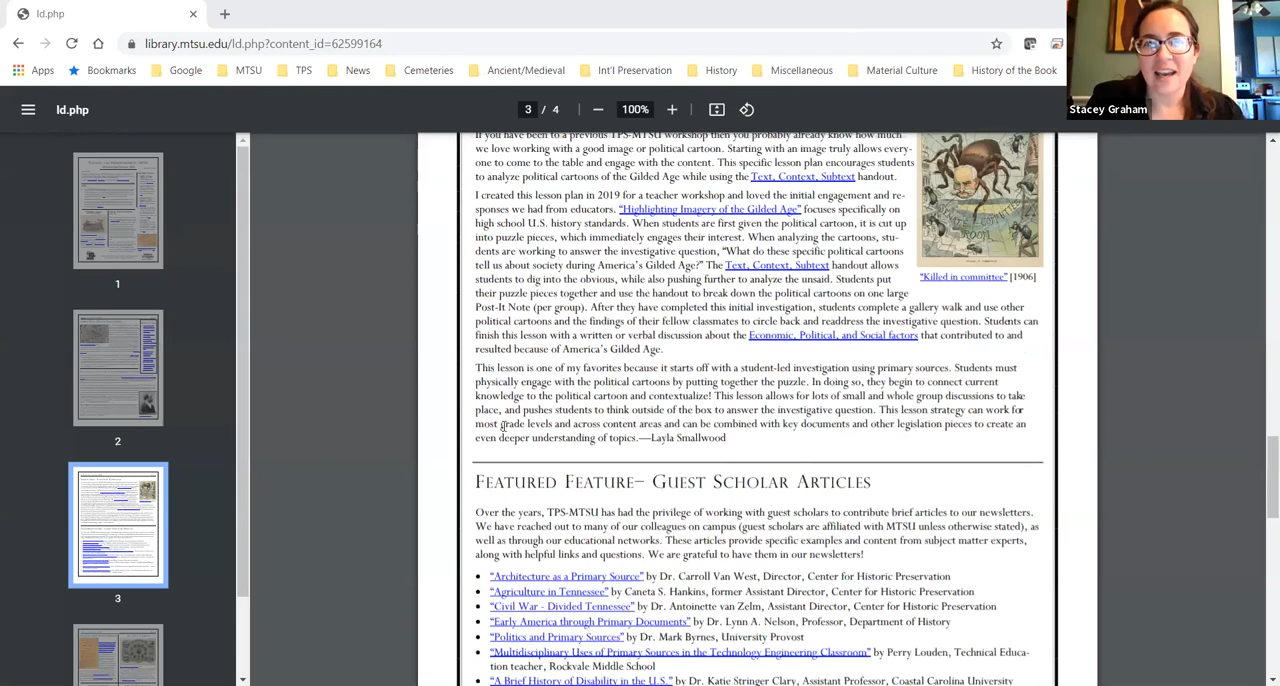 ld.php
library.mtsu.edu/ld.php?content_id=62599164
Apps Bookmarks Google MTSU TPS News Cemeteries Ancient/Medieval Int'l Preservation History Miscellaneous Material Culture History of the Book
Stacey Graham
ld.php
3 / 4 100%
If you have been to a previous TPS-MTSU workshop then you probably already know how much
we love working with a good image or political cartoon. Starting with an image truly allows every-
one to come to the table and engage with the content. This specific lesson plan encourages students
to analyze political cartoons of the Gilded Age while using the Text, Context, Subtext handout.
I created this lesson plan in 2019 for a teacher workshop and loved the initial engagement and re-
sponses we had from educators. “Highlighting Imagery of the Gilded Age” focuses specifically on
high school U.S. history standards. When students are first given the political cartoon, it is cut up
into puzzle pieces, which immediately engages their interest. When analyzing the cartoons, stu-
dents are working to answer the investigative question, “What do these specific political cartoons
tell us about society during America’s Gilded Age?” The Text, Context, Subtext handout allows
students to dig into the obvious, while also pushing further to analyze the unsaid. Students put
their puzzle pieces together and use the handout to break down the political cartoons on one large
Post-It Note (per group). After they have completed this initial investigation, students complete a gallery walk and use other
political cartoons and the findings of their fellow classmates to circle back and readdress the investigative question. Students can
finish this lesson with a written or verbal discussion about the Economic, Political, and Social factors that contributed to and
resulted because of America’s Gilded Age.
“Killed in committee” [1906]
This lesson is one of my favorites because it starts off with a student-led investigation using primary sources. Students must
physically engage with the political cartoons by putting together the puzzle. In doing so, they begin to connect current
knowledge to the political cartoon and contextualize! This lesson allows for lots of small and whole group discussions to take
place, and pushes students to think outside of the box to answer the investigative question. This lesson strategy can work for
most grade levels and across content areas and can be combined with key documents and other legislation pieces to create an
even deeper understanding of topics.—Layla Smallwood
FEATURED FEATURE– GUEST SCHOLAR ARTICLES
Over the years, TPS-MTSU has had the privilege of working with guest scholars to contribute brief articles to our newsletters.
We have reached out to many of our colleagues on campus (guest scholars are affiliated with MTSU unless otherwise stated), as
well as through our educational networks. These articles provide specific examples and content from subject matter experts,
along with helpful links and questions. We are grateful to have them in our newsletters!
• “Architecture as a Primary Source” by Dr. Carroll Van West, Director, Center for Historic Preservation
• “Agriculture in Tennessee” by Caneta S. Hankins, former Assistant Director, Center for Historic Preservation
• “Civil War - Divided Tennessee” by Dr. Antoinette van Zelm, Assistant Director, Center for Historic Preservation
• “Early America through Primary Documents” by Dr. Lynn A. Nelson, Professor, Department of History
• “Politics and Primary Sources” by Dr. Mark Byrnes, University Provost
• “Multidisciplinary Uses of Primary Sources in the Technology Engineering Classroom” by Perry Louden, Technical Educa-
tion teacher, Rockvale Middle School
• “A Brief History of Disability in the U.S.” by Dr. Katie Stringer Clary, Assistant Professor, Coastal Carolina University
1
2
3